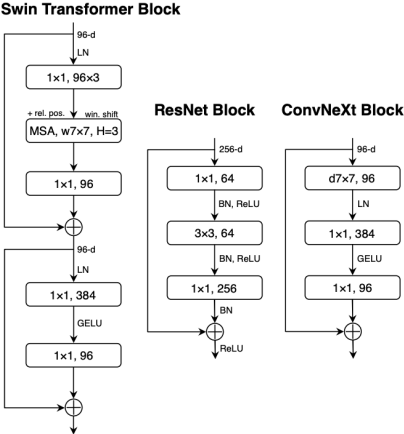 Swin Transformer Block
96-d
LN
1×1, 96×3
+ rel. pos. win. shift
MSA, w7×7, H=3
1×1, 96
96-d
LN
1×1, 384
GELU
1×1, 96
ResNet Block
256-d
1×1, 64
BN, ReLU
3×3, 64
BN, ReLU
1×1, 256
BN
ReLU
ConvNeXt Block
96-d
d7×7, 96
LN
1×1, 384
GELU
1×1, 96